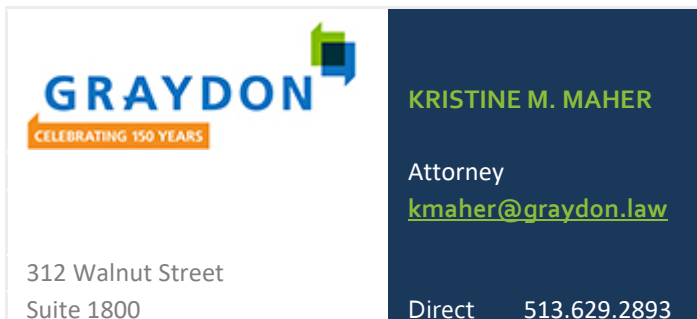 GRAYDON
CELEBRATING 150 YEARS
312 Walnut Street
Suite 1800
KRISTINE M. MAHER
Attorney
kmaher@graydon.law
Direct 513.629.2893